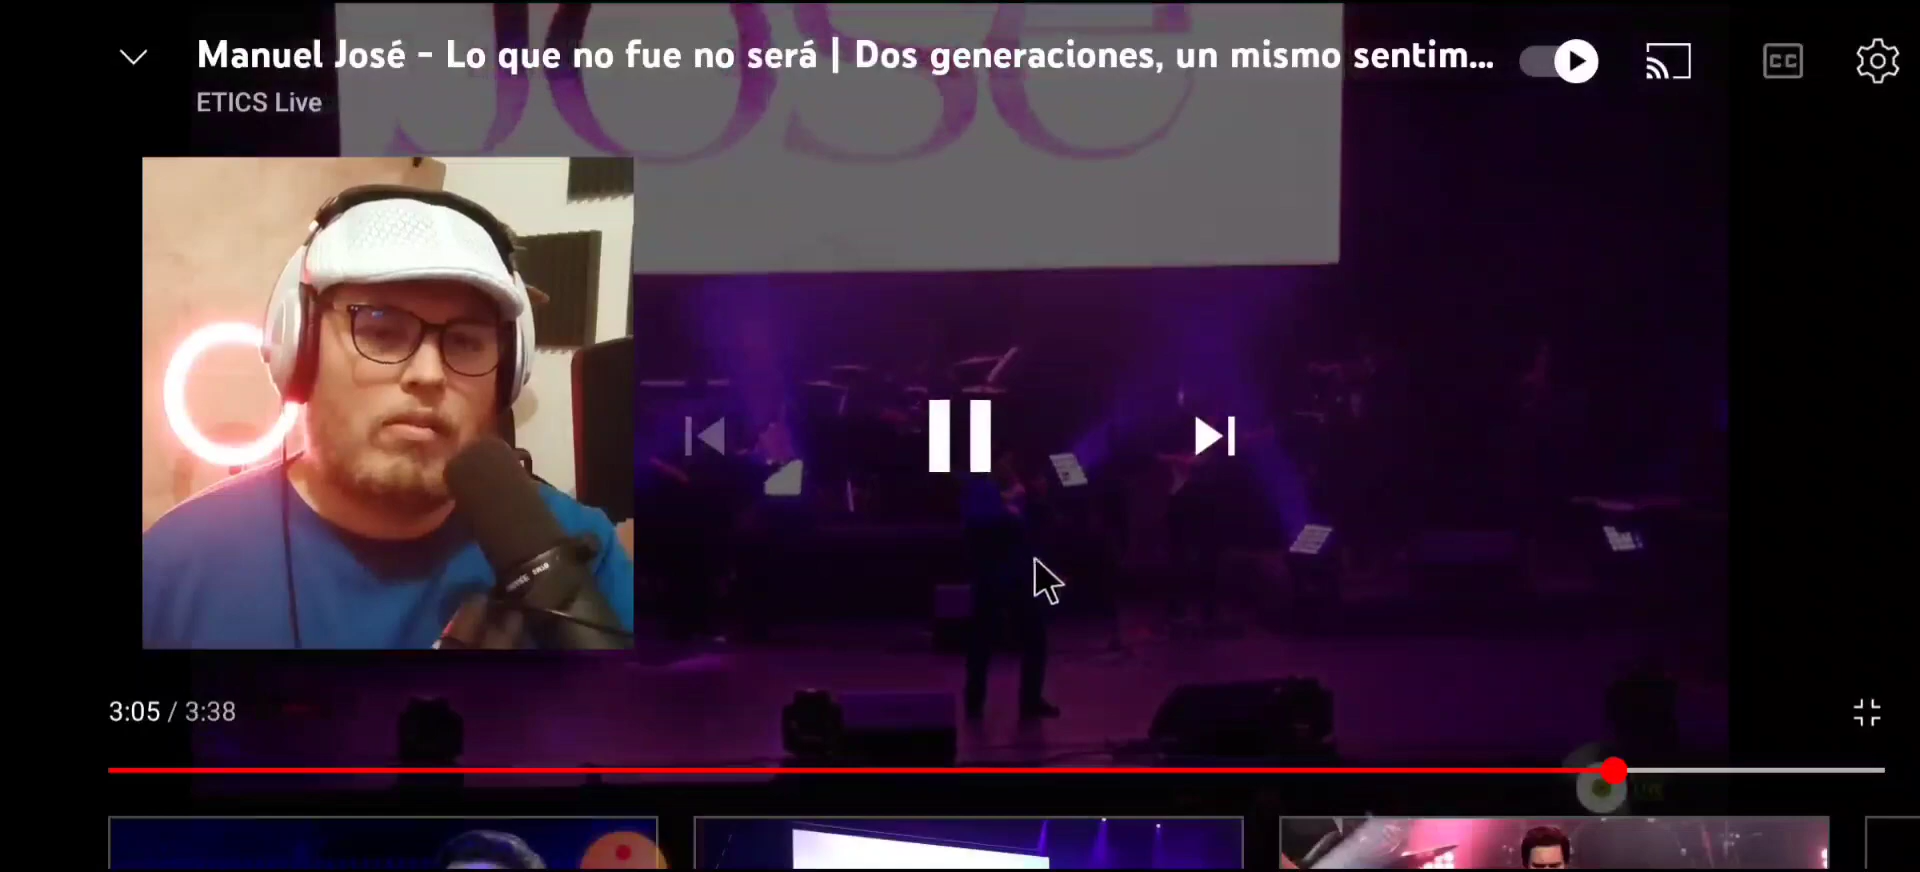 José
Manuel José - Lo que no fue no será | Dos generaciones, un mismo sentim...
ETICS Live
CC
3:05 / 3:38